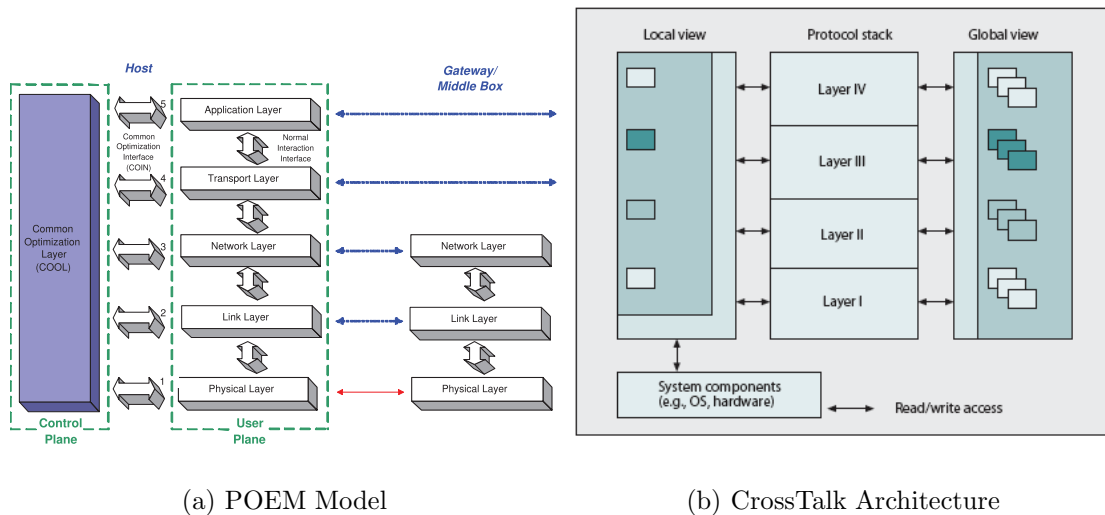 Host
Gateway/
Middle Box
5
Application Layer
Common
Optimization
Interface
(COIN)
Normal
Interaction
Interface
4
Transport Layer
Common
Optimization
Layer
(COOL)
3
Network Layer
Network Layer
2
Link Layer
Link Layer
1
Physical Layer
Physical Layer
Control
Plane
User
Plane
(a) POEM Model
Local view
Protocol stack
Global view
Layer IV
Layer III
Layer II
Layer I
System components
(e.g., OS, hardware)
Read/write access
(b) CrossTalk Architecture